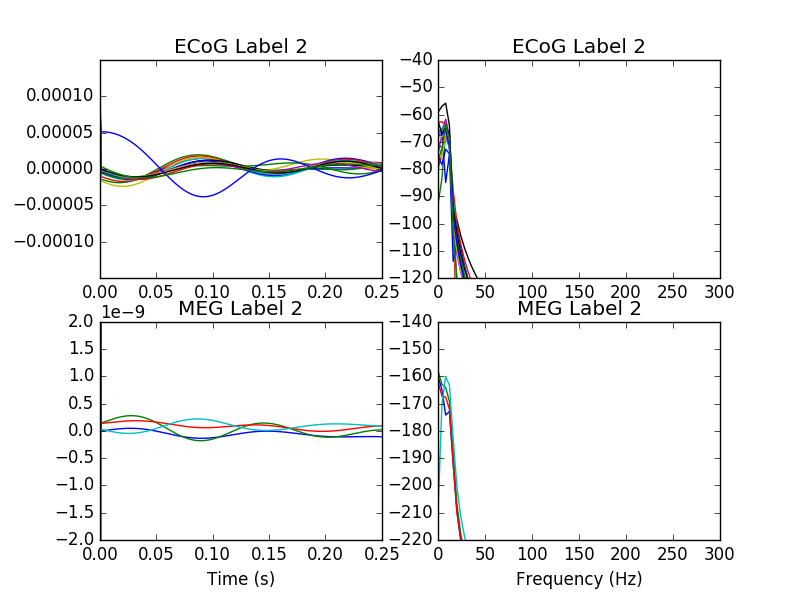 ECoG Label 2
0.00010
0.00005
0.00000
−0.00005
−0.00010
0.00 0.05 0.10 0.15 0.20 0.25
ECoG Label 2
−40
−50
−60
−70
−80
−90
−100
−110
−120
0 50 100 150 200 250 300
1e−9
MEG Label 2
2.0
1.5
1.0
0.5
0.0
−0.5
−1.0
−1.5
−2.0
0.00 0.05 0.10 0.15 0.20 0.25
Time (s)
MEG Label 2
−140
−150
−160
−170
−180
−190
−200
−210
−220
0 50 100 150 200 250 300
Frequency (Hz)